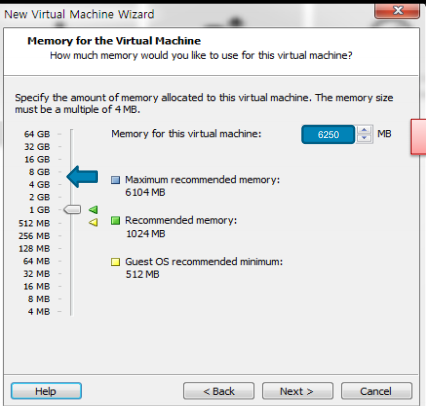 New Virtual Machine Wizard
Memory for the Virtual Machine
How much memory would you like to use for this virtual machine?
Specify the amount of memory allocated to this virtual machine. The memory size
must be a multiple of 4 MB.
64 GB
Memory for this virtual machine: 6250 MB
32 GB
16 GB
8 GB
Maximum recommended memory:
4 GB
6104 MB
2 GB
1 GB
Recommended memory:
512 MB
1024 MB
256 MB
128 MB
64 MB
Guest OS recommended minimum:
32 MB
512 MB
16 MB
8 MB
4 MB
Help < Back Next > Cancel